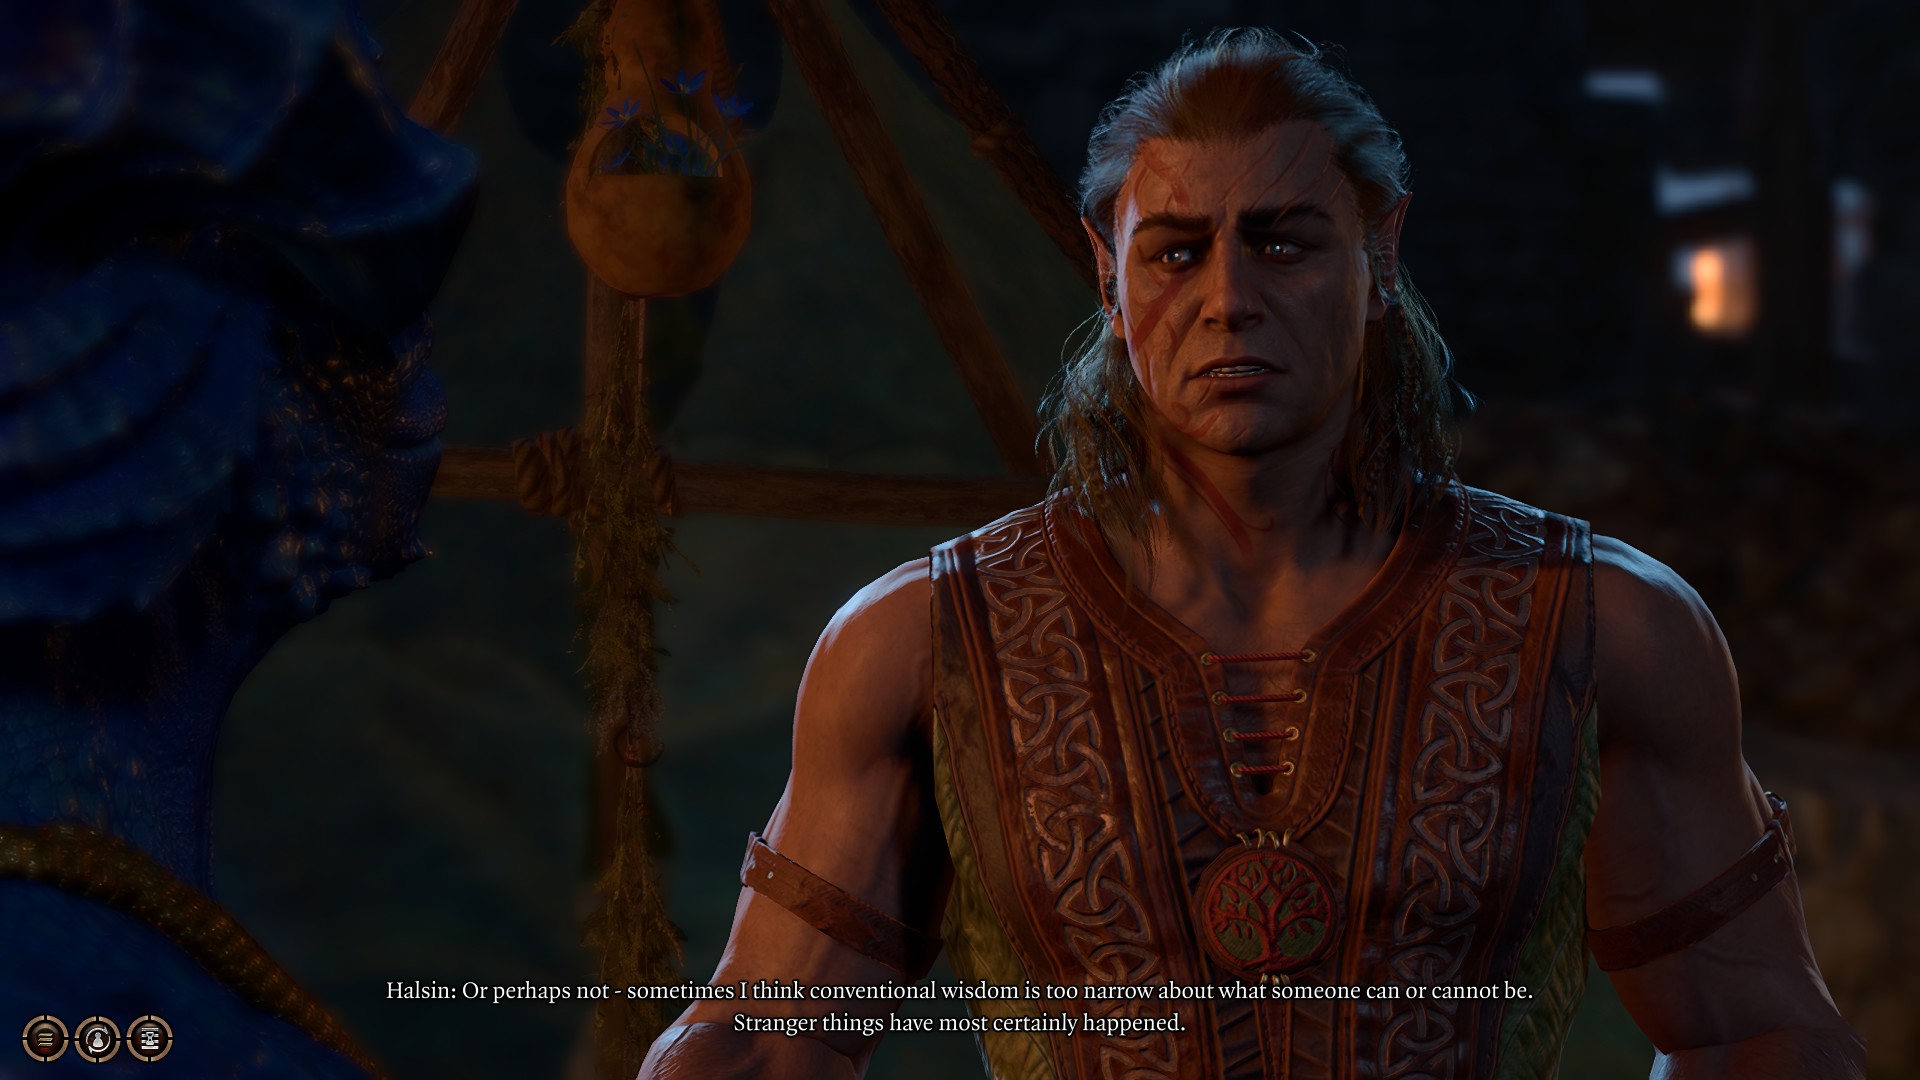 Halsin: Or perhaps not - sometimes I think conventional wisdom is too narrow about what someone can or cannot be.
Stranger things have most certainly happened.